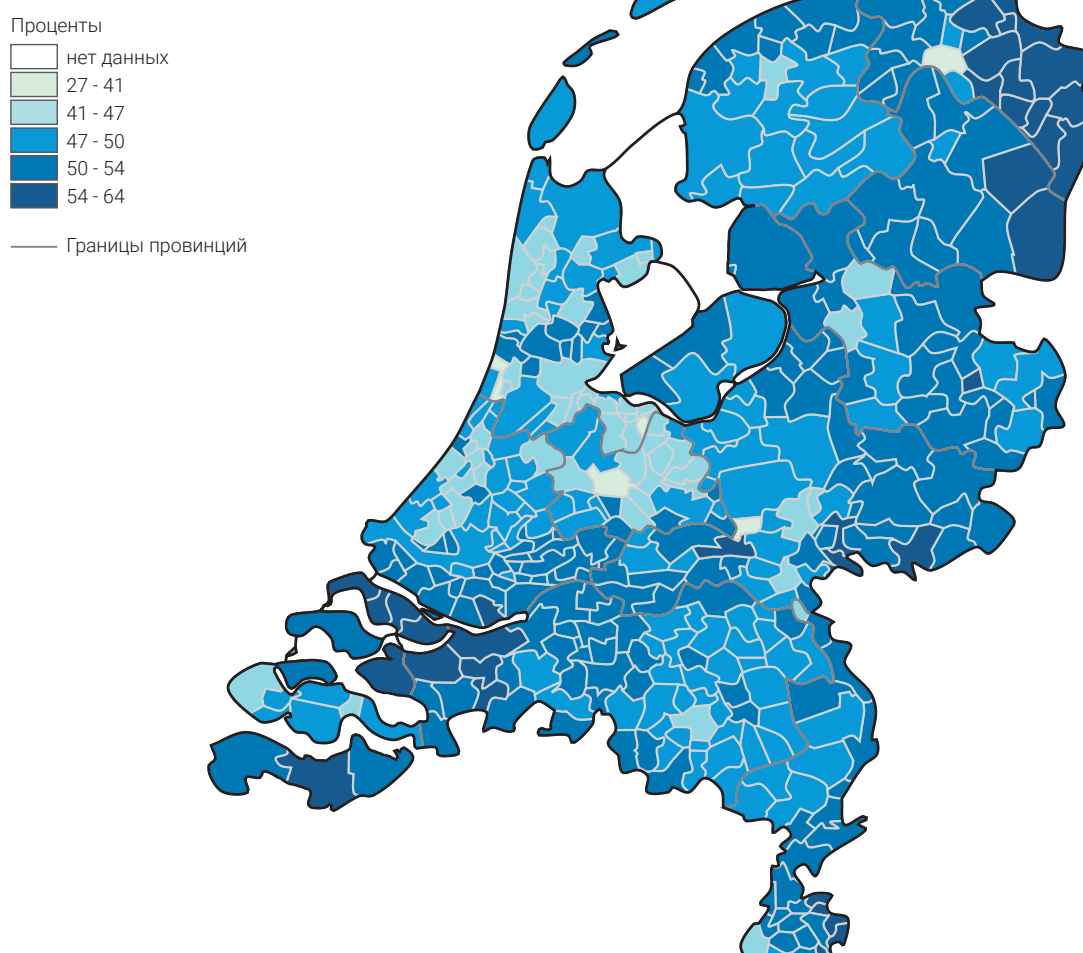 Проценты
нет данных
27 - 41
41 - 47
47 - 50
50 - 54
54 - 64
Границы провинций